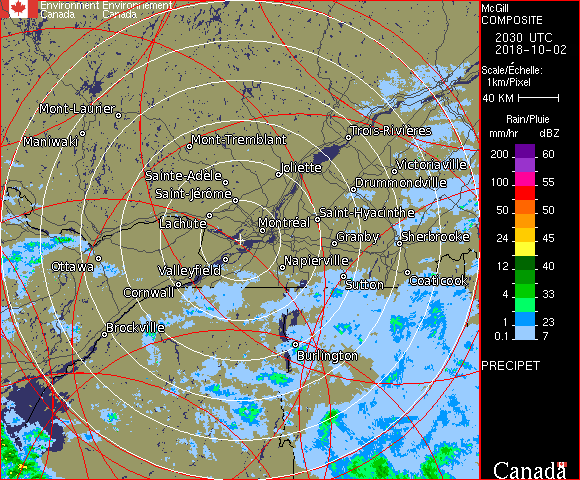 Environment Environnement
Canada Canada
McGill
COMPOSITE
2030 UTC
2018-10-02
Scale/Échelle:
1km/Pixel
40 KM
Rain/Pluie
mm/hr dBZ
200 60
100 55
50 50
24 45
12 40
4 33
1 23
0.1 7
PRECIPET
Canada
Mont-Laurier
Maniwaki
Mont-Tremblant
Trois-Rivières
Joliette
Victoriaville
Sainte-Adèle
Drummondville
Saint-Jérôme
Lachute
Saint-Hyacinthe
Montréal
Granby
Sherbrooke
Ottawa
Valleyfield
Napierville
Cornwall
Sutton
Coaticook
Brockville
Burlington